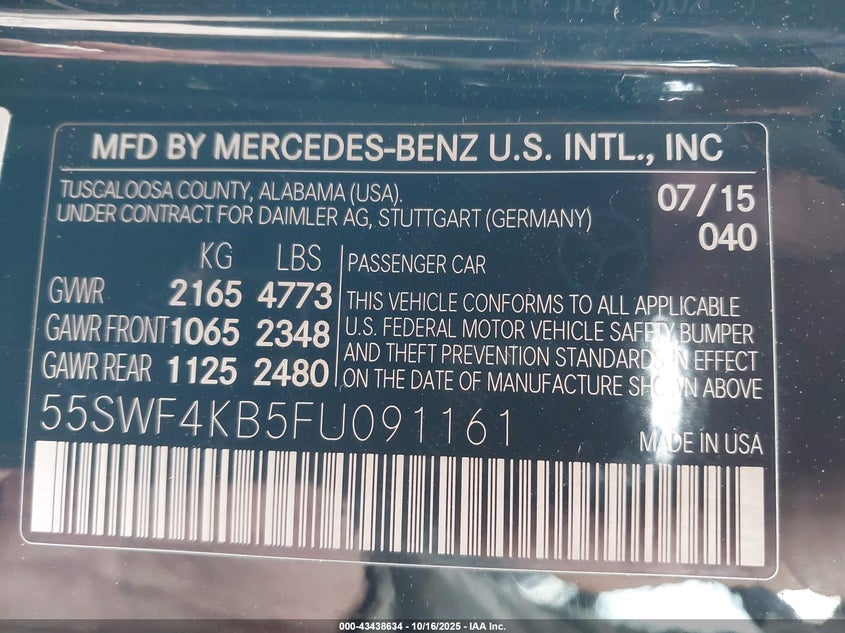 MFD BY MERCEDES-BENZ U.S. INTL., INC
TUSCALOOSA COUNTY, ALABAMA (USA).
UNDER CONTRACT FOR DAIMLER AG, STUTTGART (GERMANY)
07/15
040
KG LBS
GVWR 2165 4773
GAWR FRONT 1065 2348
GAWR REAR 1125 2480
PASSENGER CAR
THIS VEHICLE CONFORMS TO ALL APPLICABLE
U.S. FEDERAL MOTOR VEHICLE SAFETY, BUMPER
AND THEFT PREVENTION STANDARDS IN EFFECT
ON THE DATE OF MANUFACTURE SHOWN ABOVE
55SWF4KB5FU091161
MADE IN USA
000-43438634 - 10/16/2025 - IAA Inc.